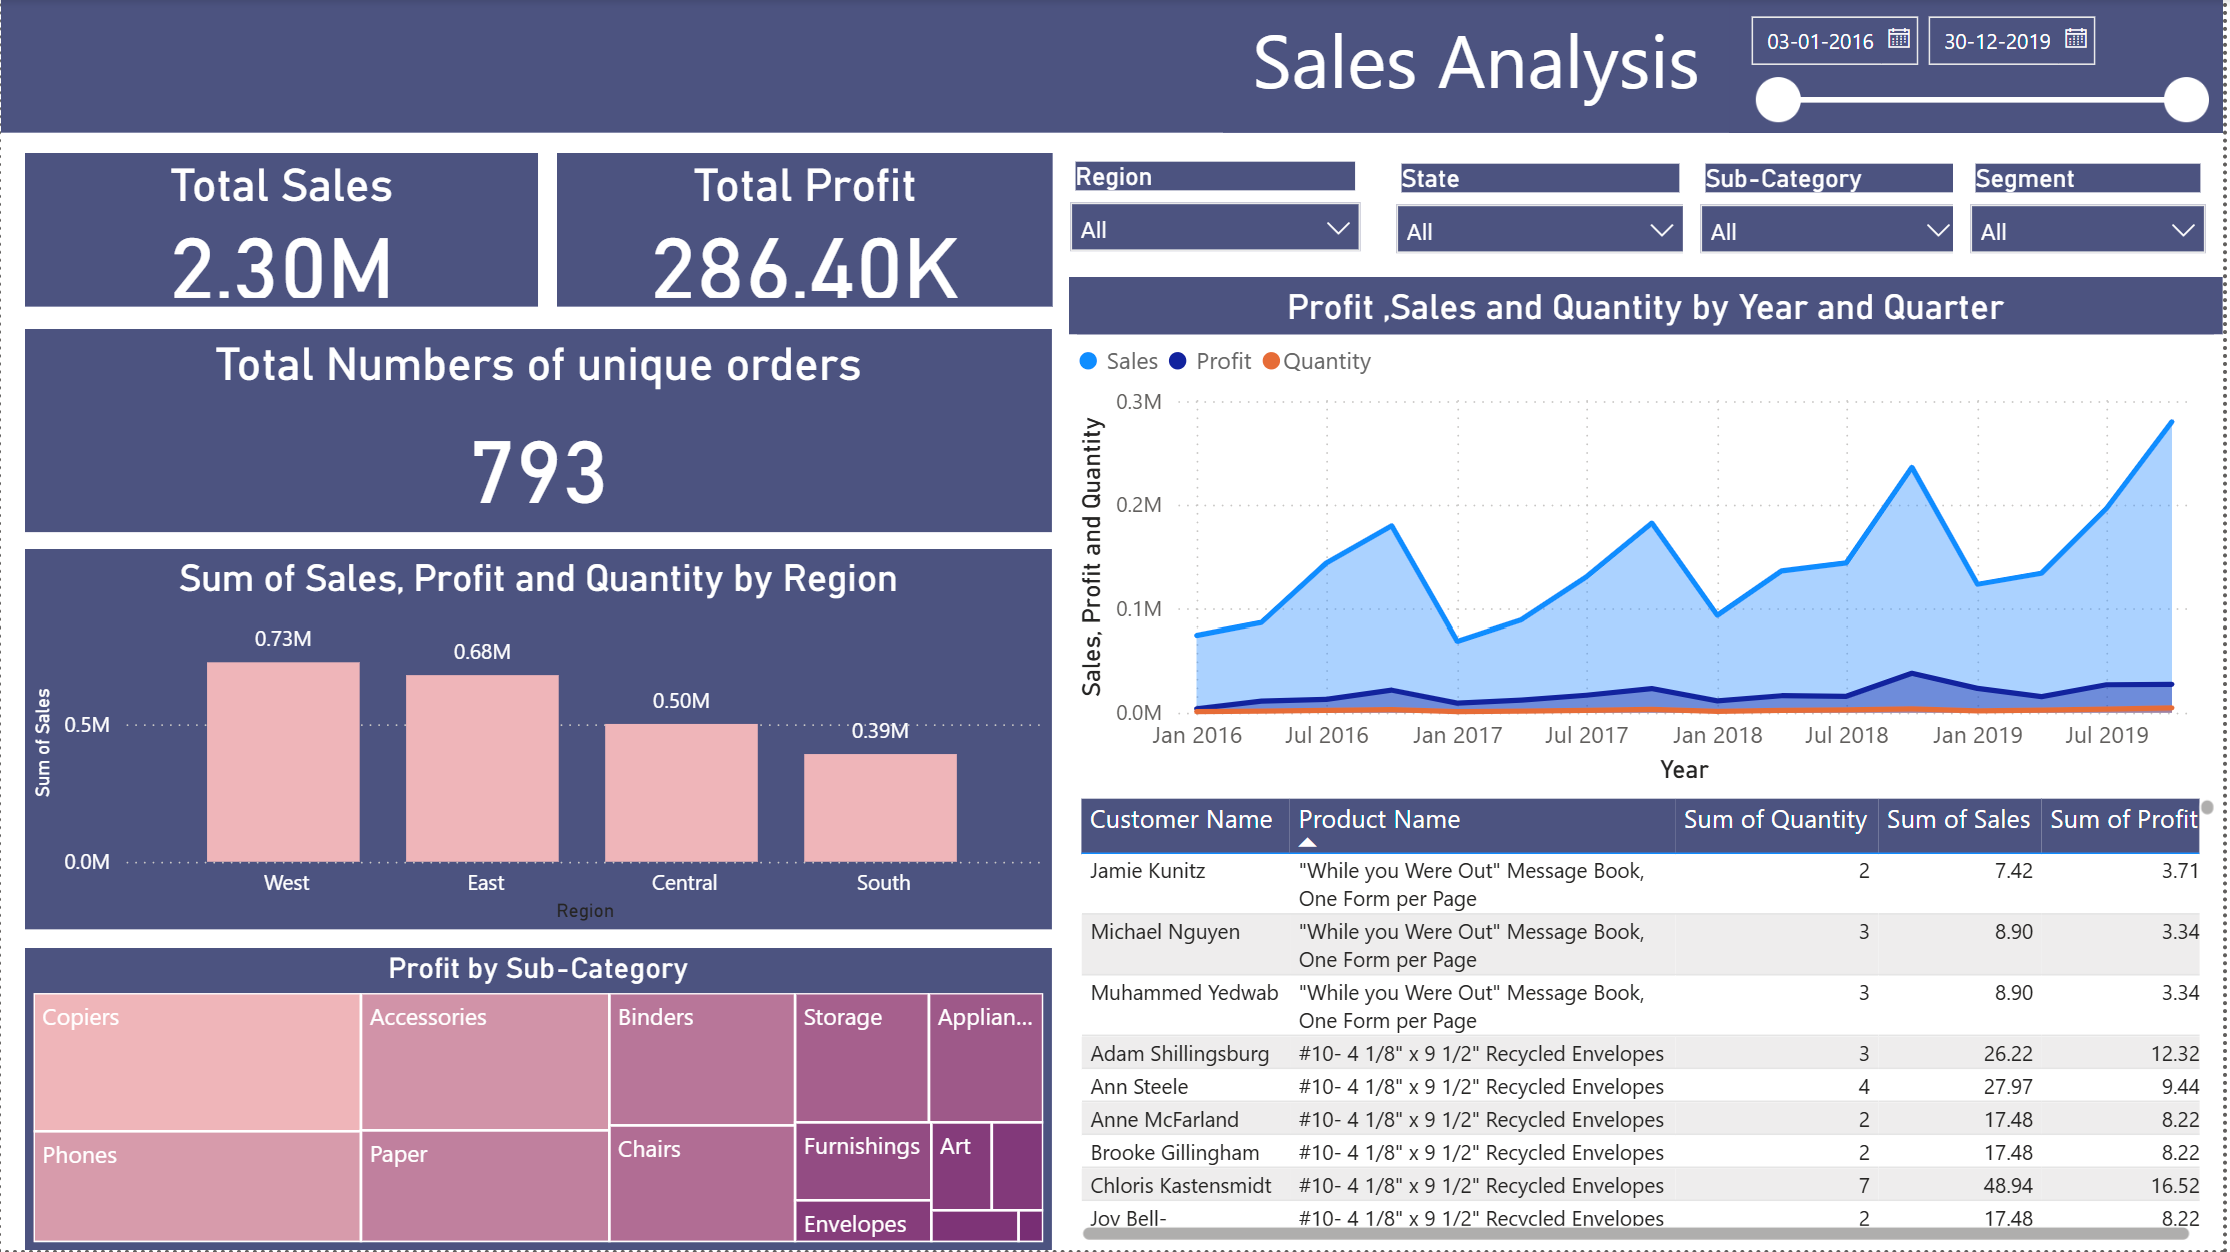 Sales Analysis
03-01-2016
30-12-2019
Total Sales
2.30M
Total Profit
286.40K
Region
All
State
All
Sub-Category
All
Segment
All
Total Numbers of unique orders
793
Sum of Sales, Profit and Quantity by Region
Sum of Sales
0.5M
0.0M
0.73M
0.68M
0.50M
0.39M
West
East
Central
South
Region
Profit by Sub-Category
Copiers
Accessories
Binders
Storage
Applian...
Phones
Paper
Chairs
Furnishings
Art
Envelopes
Profit ,Sales and Quantity by Year and Quarter
Sales Profit Quantity
Sales, Profit and Quantity
0.3M
0.2M
0.1M
0.0M
Jan 2016 Jul 2016 Jan 2017 Jul 2017 Jan 2018 Jul 2018 Jan 2019 Jul 2019
Year
Customer Name Product Name Sum of Quantity Sum of Sales Sum of Profit
Jamie Kunitz "While you Were Out" Message Book, 2 7.42 3.71
One Form per Page
Michael Nguyen "While you Were Out" Message Book, 3 8.90 3.34
One Form per Page
Muhammed Yedwab "While you Were Out" Message Book, 3 8.90 3.34
One Form per Page
Adam Shillingsburg #10- 4 1/8" x 9 1/2" Recycled Envelopes 3 26.22 12.32
Ann Steele #10- 4 1/8" x 9 1/2" Recycled Envelopes 4 27.97 9.44
Anne McFarland #10- 4 1/8" x 9 1/2" Recycled Envelopes 2 17.48 8.22
Brooke Gillingham #10- 4 1/8" x 9 1/2" Recycled Envelopes 2 17.48 8.22
Chloris Kastensmidt #10- 4 1/8" x 9 1/2" Recycled Envelopes 7 48.94 16.52
Joy Bell- #10- 4 1/8" x 9 1/2" Recycled Envelopes 2 17.48 8.22